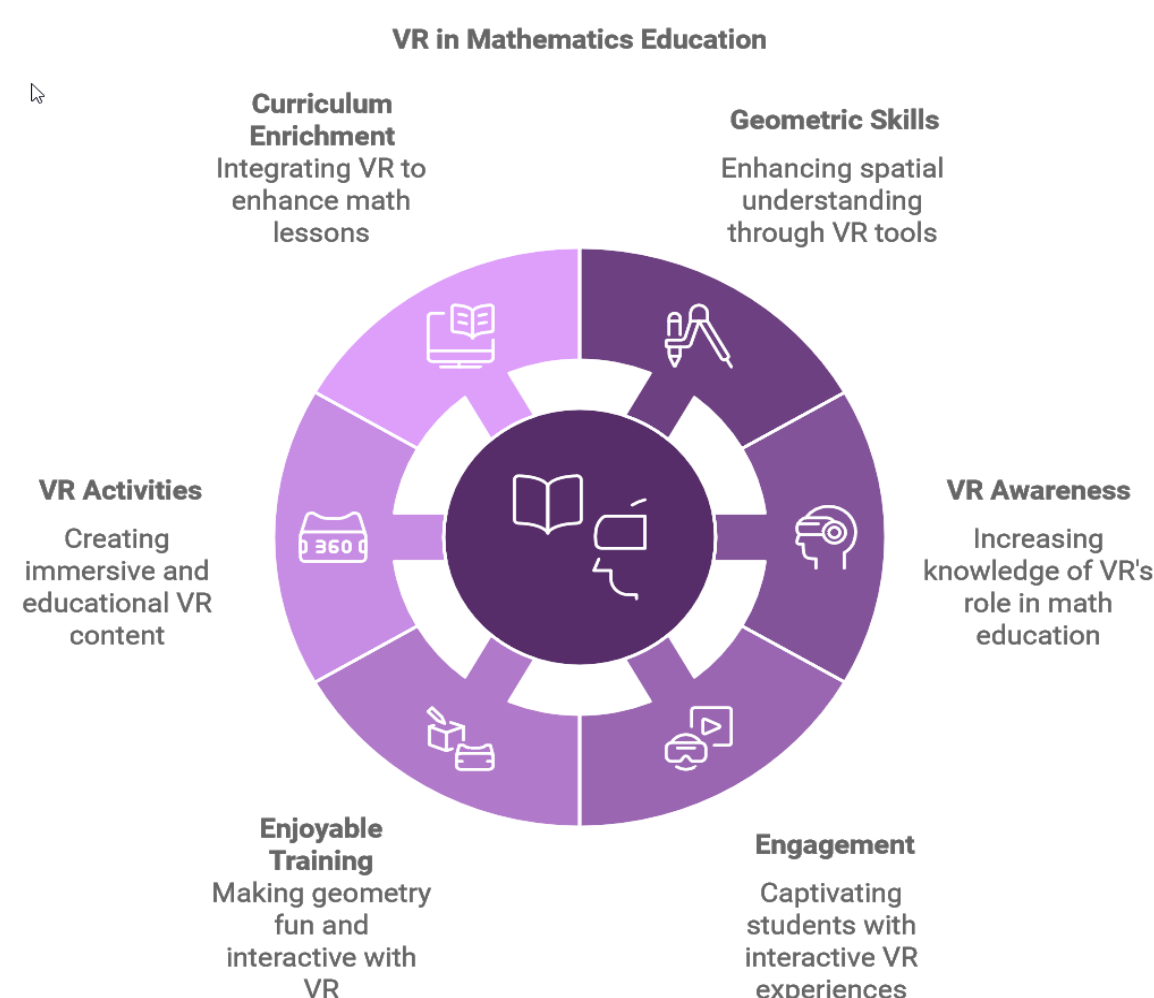 VR in Mathematics Education
Curriculum
Enrichment
Integrating VR to
enhance math
lessons
Geometric Skills
Enhancing spatial
understanding
through VR tools
VR Activities
Creating
immersive and
educational VR
content
360
VR Awareness
Increasing
knowledge of VR's
role in math
education
Enjoyable
Training
Making geometry
fun and
interactive with
VR
Engagement
Captivating
students with
interactive VR
experiences